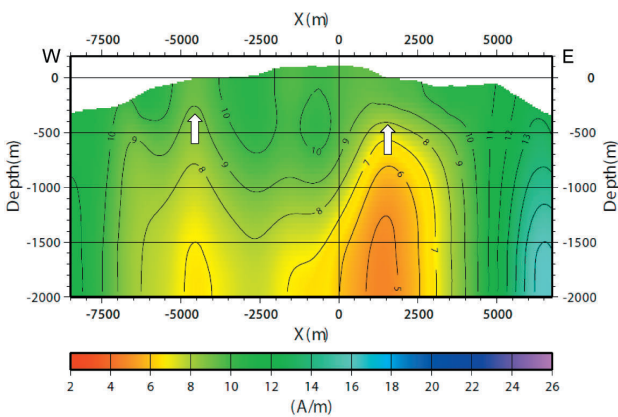 X(m)
W -7500 -5000 -2500 0 2500 5000 E
0 0
-500 -500
-1000 -1000
-1500 -1500
-2000 -2000
Depth(m) Depth(m)
10 9 10 9 8 10 9 8 9 7 8 6 5 10 9 7 11 12 13
-7500 -5000 -2500 0 2500 5000
X(m)
2 4 6 8 10 12 14 16 18 20 22 24 26
(A/m)